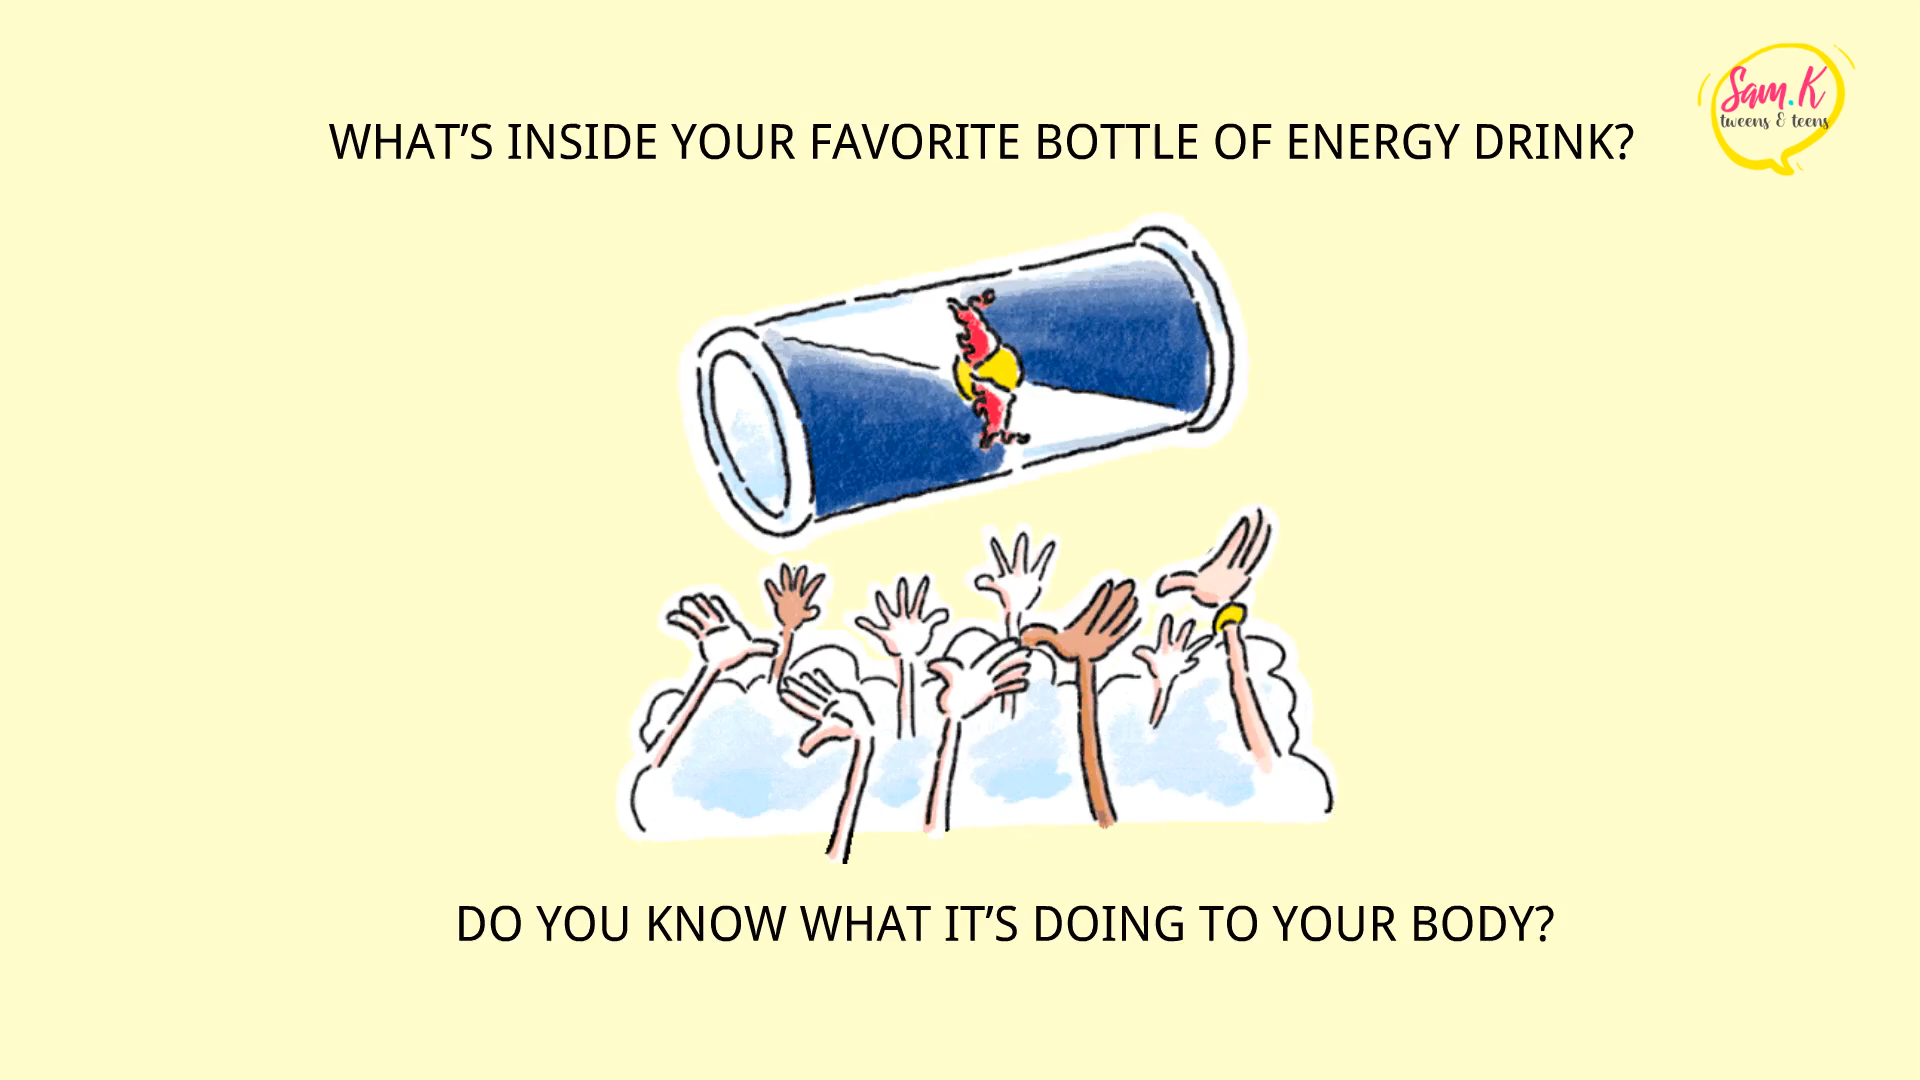 WHAT’S INSIDE YOUR FAVORITE BOTTLE OF ENERGY DRINK?
Sam.K
tweens & teens
DO YOU KNOW WHAT IT’S DOING TO YOUR BODY?